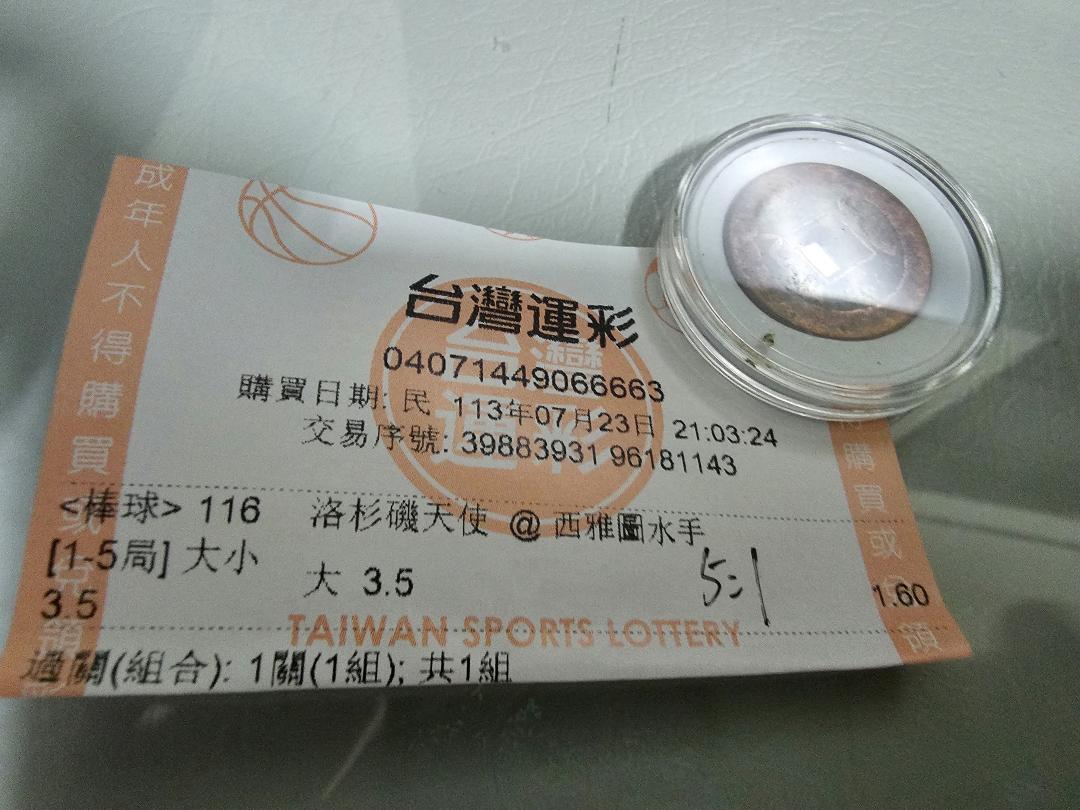 台灣運彩
04071449066663
購買日期: 民 113年07月23日 21:03:24
交易序號: 39883931 96181143
<棒球> 116 洛杉磯天使 @ 西雅圖水手
[1-5局] 大小
3.5 大 3.5 5:1 1.60
TAIWAN SPORTS LOTTERY
過關(組合): 1關(1組); 共1組
成年人不得購買或兌領
購買或 領